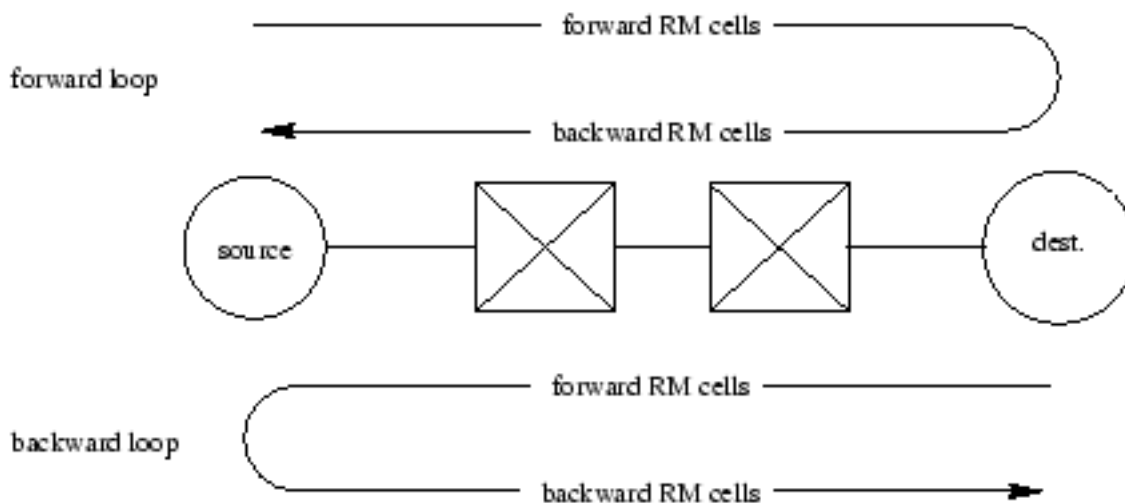 forward RM cells
forward loop
backward RM cells
source
dest.
forward RM cells
backward loop
backward RM cells